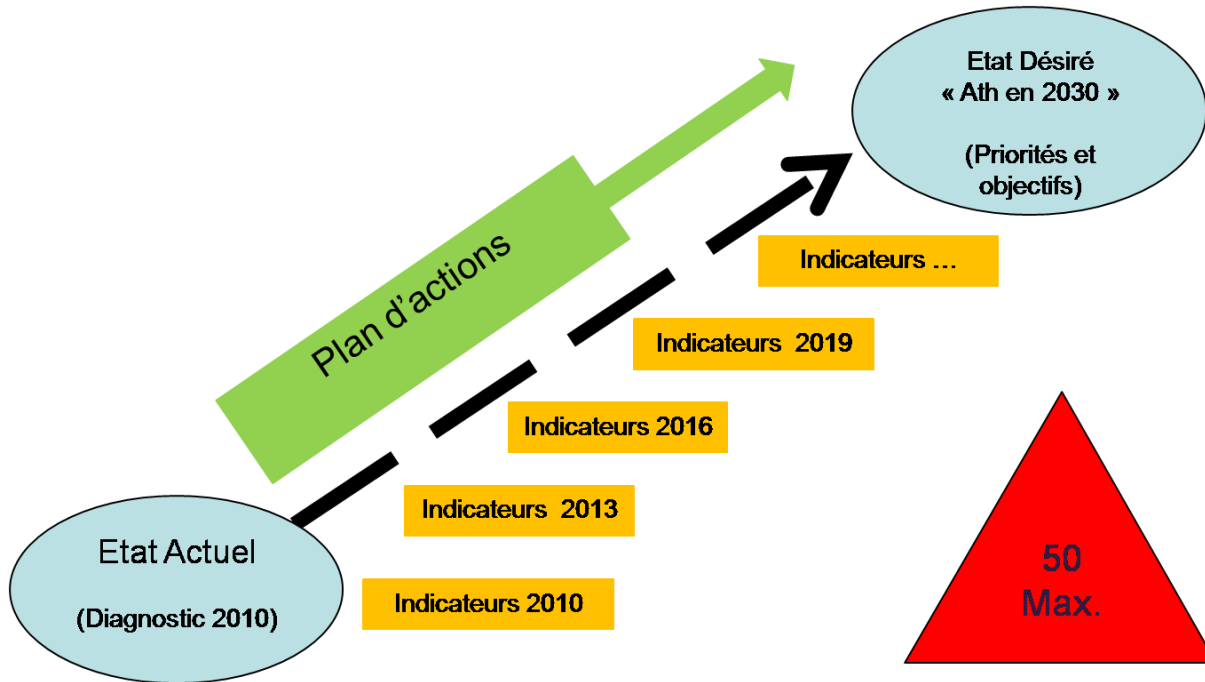 Etat Désiré
« Ath en 2030 »
(Priorités et
objectifs)
Plan d’actions
Indicateurs …
Indicateurs 2019
Indicateurs 2016
Indicateurs 2013
Etat Actuel
(Diagnostic 2010)
Indicateurs 2010
50
Max.